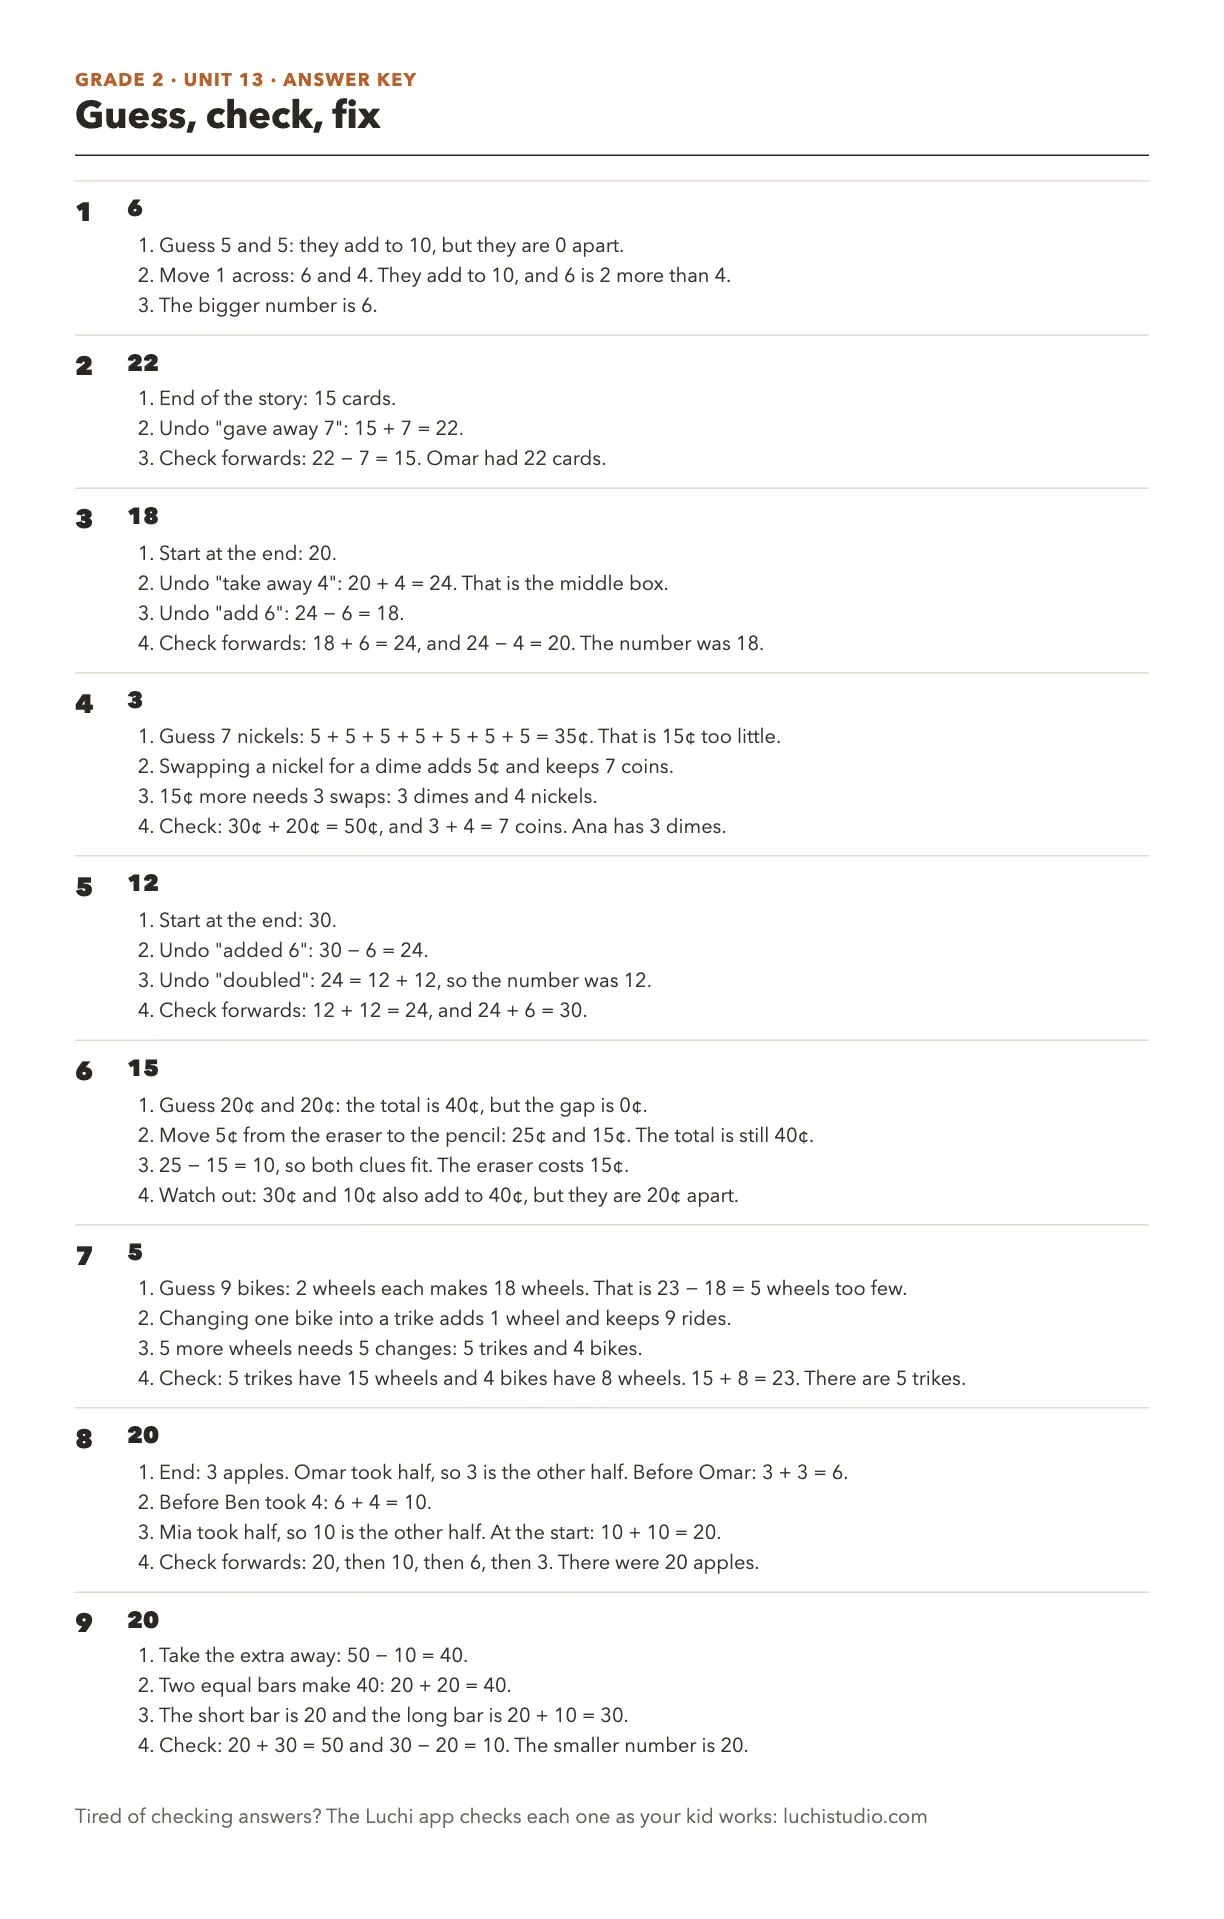 GRADE 2 · UNIT 13 · ANSWER KEY
Guess, check, fix
1 6
1. Guess 5 and 5: they add to 10, but they are 0 apart.
2. Move 1 across: 6 and 4. They add to 10, and 6 is 2 more than 4.
3. The bigger number is 6.
2 22
1. End of the story: 15 cards.
2. Undo "gave away 7": 15 + 7 = 22.
3. Check forwards: 22 − 7 = 15. Omar had 22 cards.
3 18
1. Start at the end: 20.
2. Undo "take away 4": 20 + 4 = 24. That is the middle box.
3. Undo "add 6": 24 − 6 = 18.
4. Check forwards: 18 + 6 = 24, and 24 − 4 = 20. The number was 18.
4 3
1. Guess 7 nickels: 5 + 5 + 5 + 5 + 5 + 5 + 5 = 35¢. That is 15¢ too little.
2. Swapping a nickel for a dime adds 5¢ and keeps 7 coins.
3. 15¢ more needs 3 swaps: 3 dimes and 4 nickels.
4. Check: 30¢ + 20¢ = 50¢, and 3 + 4 = 7 coins. Ana has 3 dimes.
5 12
1. Start at the end: 30.
2. Undo "added 6": 30 − 6 = 24.
3. Undo "doubled": 24 = 12 + 12, so the number was 12.
4. Check forwards: 12 + 12 = 24, and 24 + 6 = 30.
6 15
1. Guess 20¢ and 20¢: the total is 40¢, but the gap is 0¢.
2. Move 5¢ from the eraser to the pencil: 25¢ and 15¢. The total is still 40¢.
3. 25 − 15 = 10, so both clues fit. The eraser costs 15¢.
4. Watch out: 30¢ and 10¢ also add to 40¢, but they are 20¢ apart.
7 5
1. Guess 9 bikes: 2 wheels each makes 18 wheels. That is 23 − 18 = 5 wheels too few.
2. Changing one bike into a trike adds 1 wheel and keeps 9 rides.
3. 5 more wheels needs 5 changes: 5 trikes and 4 bikes.
4. Check: 5 trikes have 15 wheels and 4 bikes have 8 wheels. 15 + 8 = 23. There are 5 trikes.
8 20
1. End: 3 apples. Omar took half, so 3 is the other half. Before Omar: 3 + 3 = 6.
2. Before Ben took 4: 6 + 4 = 10.
3. Mia took half, so 10 is the other half. At the start: 10 + 10 = 20.
4. Check forwards: 20, then 10, then 6, then 3. There were 20 apples.
9 20
1. Take the extra away: 50 − 10 = 40.
2. Two equal bars make 40: 20 + 20 = 40.
3. The short bar is 20 and the long bar is 20 + 10 = 30.
4. Check: 20 + 30 = 50 and 30 − 20 = 10. The smaller number is 20.
Tired of checking answers? The Luchi app checks each one as your kid works: luchistudio.com